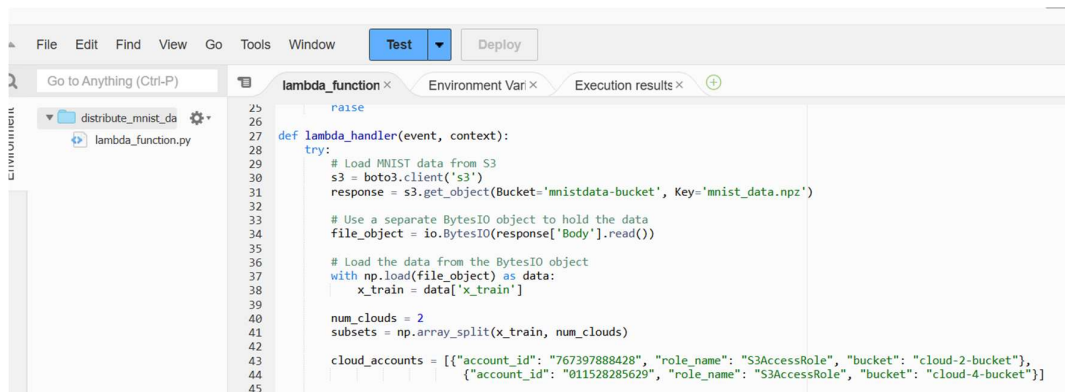 File Edit Find View Go Tools Window Test Deploy
Go to Anything (Ctrl-P) lambda_function × Environment Vari × Execution results ×
Environment
distribute_mnist_da
lambda_function.py
25 raise
26
27 def lambda_handler(event, context):
28 try:
29 # Load MNIST data from S3
30 s3 = boto3.client('s3')
31 response = s3.get_object(Bucket='mnistdata-bucket', Key='mnist_data.npz')
32
33 # Use a separate BytesIO object to hold the data
34 file_object = io.BytesIO(response['Body'].read())
35
36 # Load the data from the BytesIO object
37 with np.load(file_object) as data:
38 x_train = data['x_train']
39
40 num_clouds = 2
41 subsets = np.array_split(x_train, num_clouds)
42
43 cloud_accounts = [{"account_id": "767397888428", "role_name": "S3AccessRole", "bucket": "cloud-2-bucket"},
44 {"account_id": "011528285629", "role_name": "S3AccessRole", "bucket": "cloud-4-bucket"}]
45